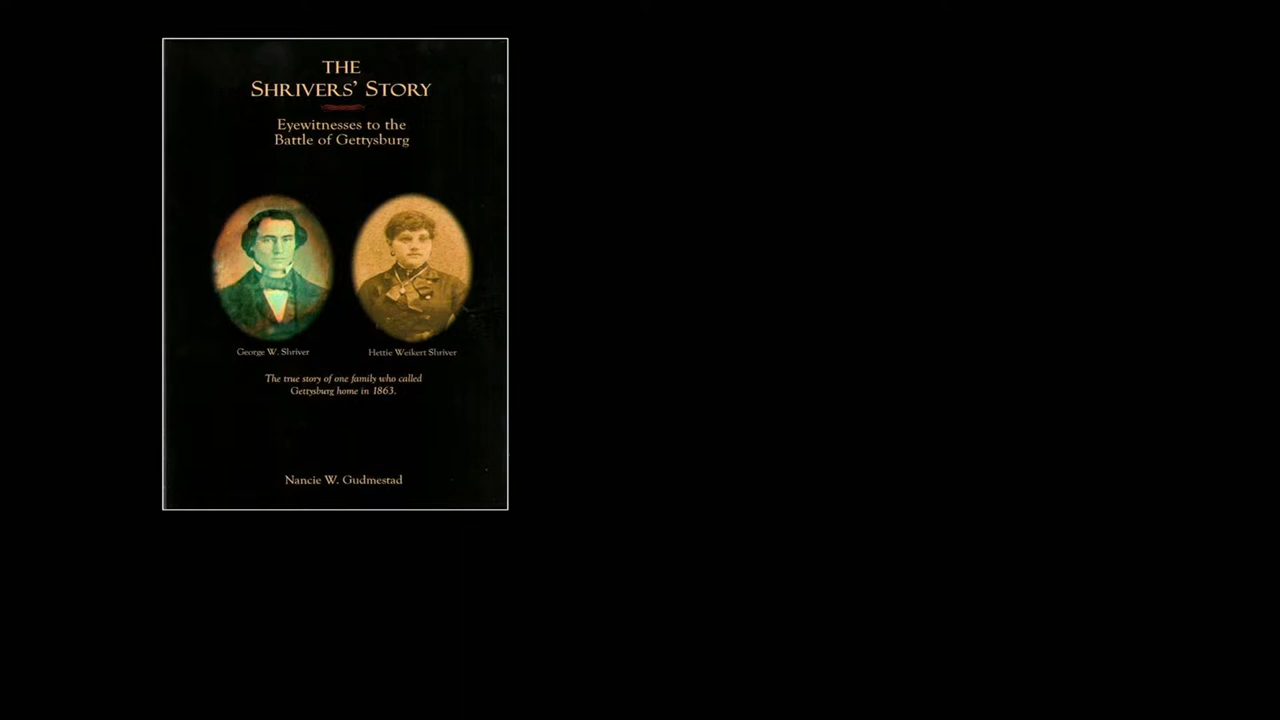 THE
SHRIVERS' STORY
Eyewitnesses to the
Battle of Gettysburg
George W. Shriver
Hettie Weikert Shriver
The true story of one family who called
Gettysburg home in 1863.
Nancie W. Gudmestad